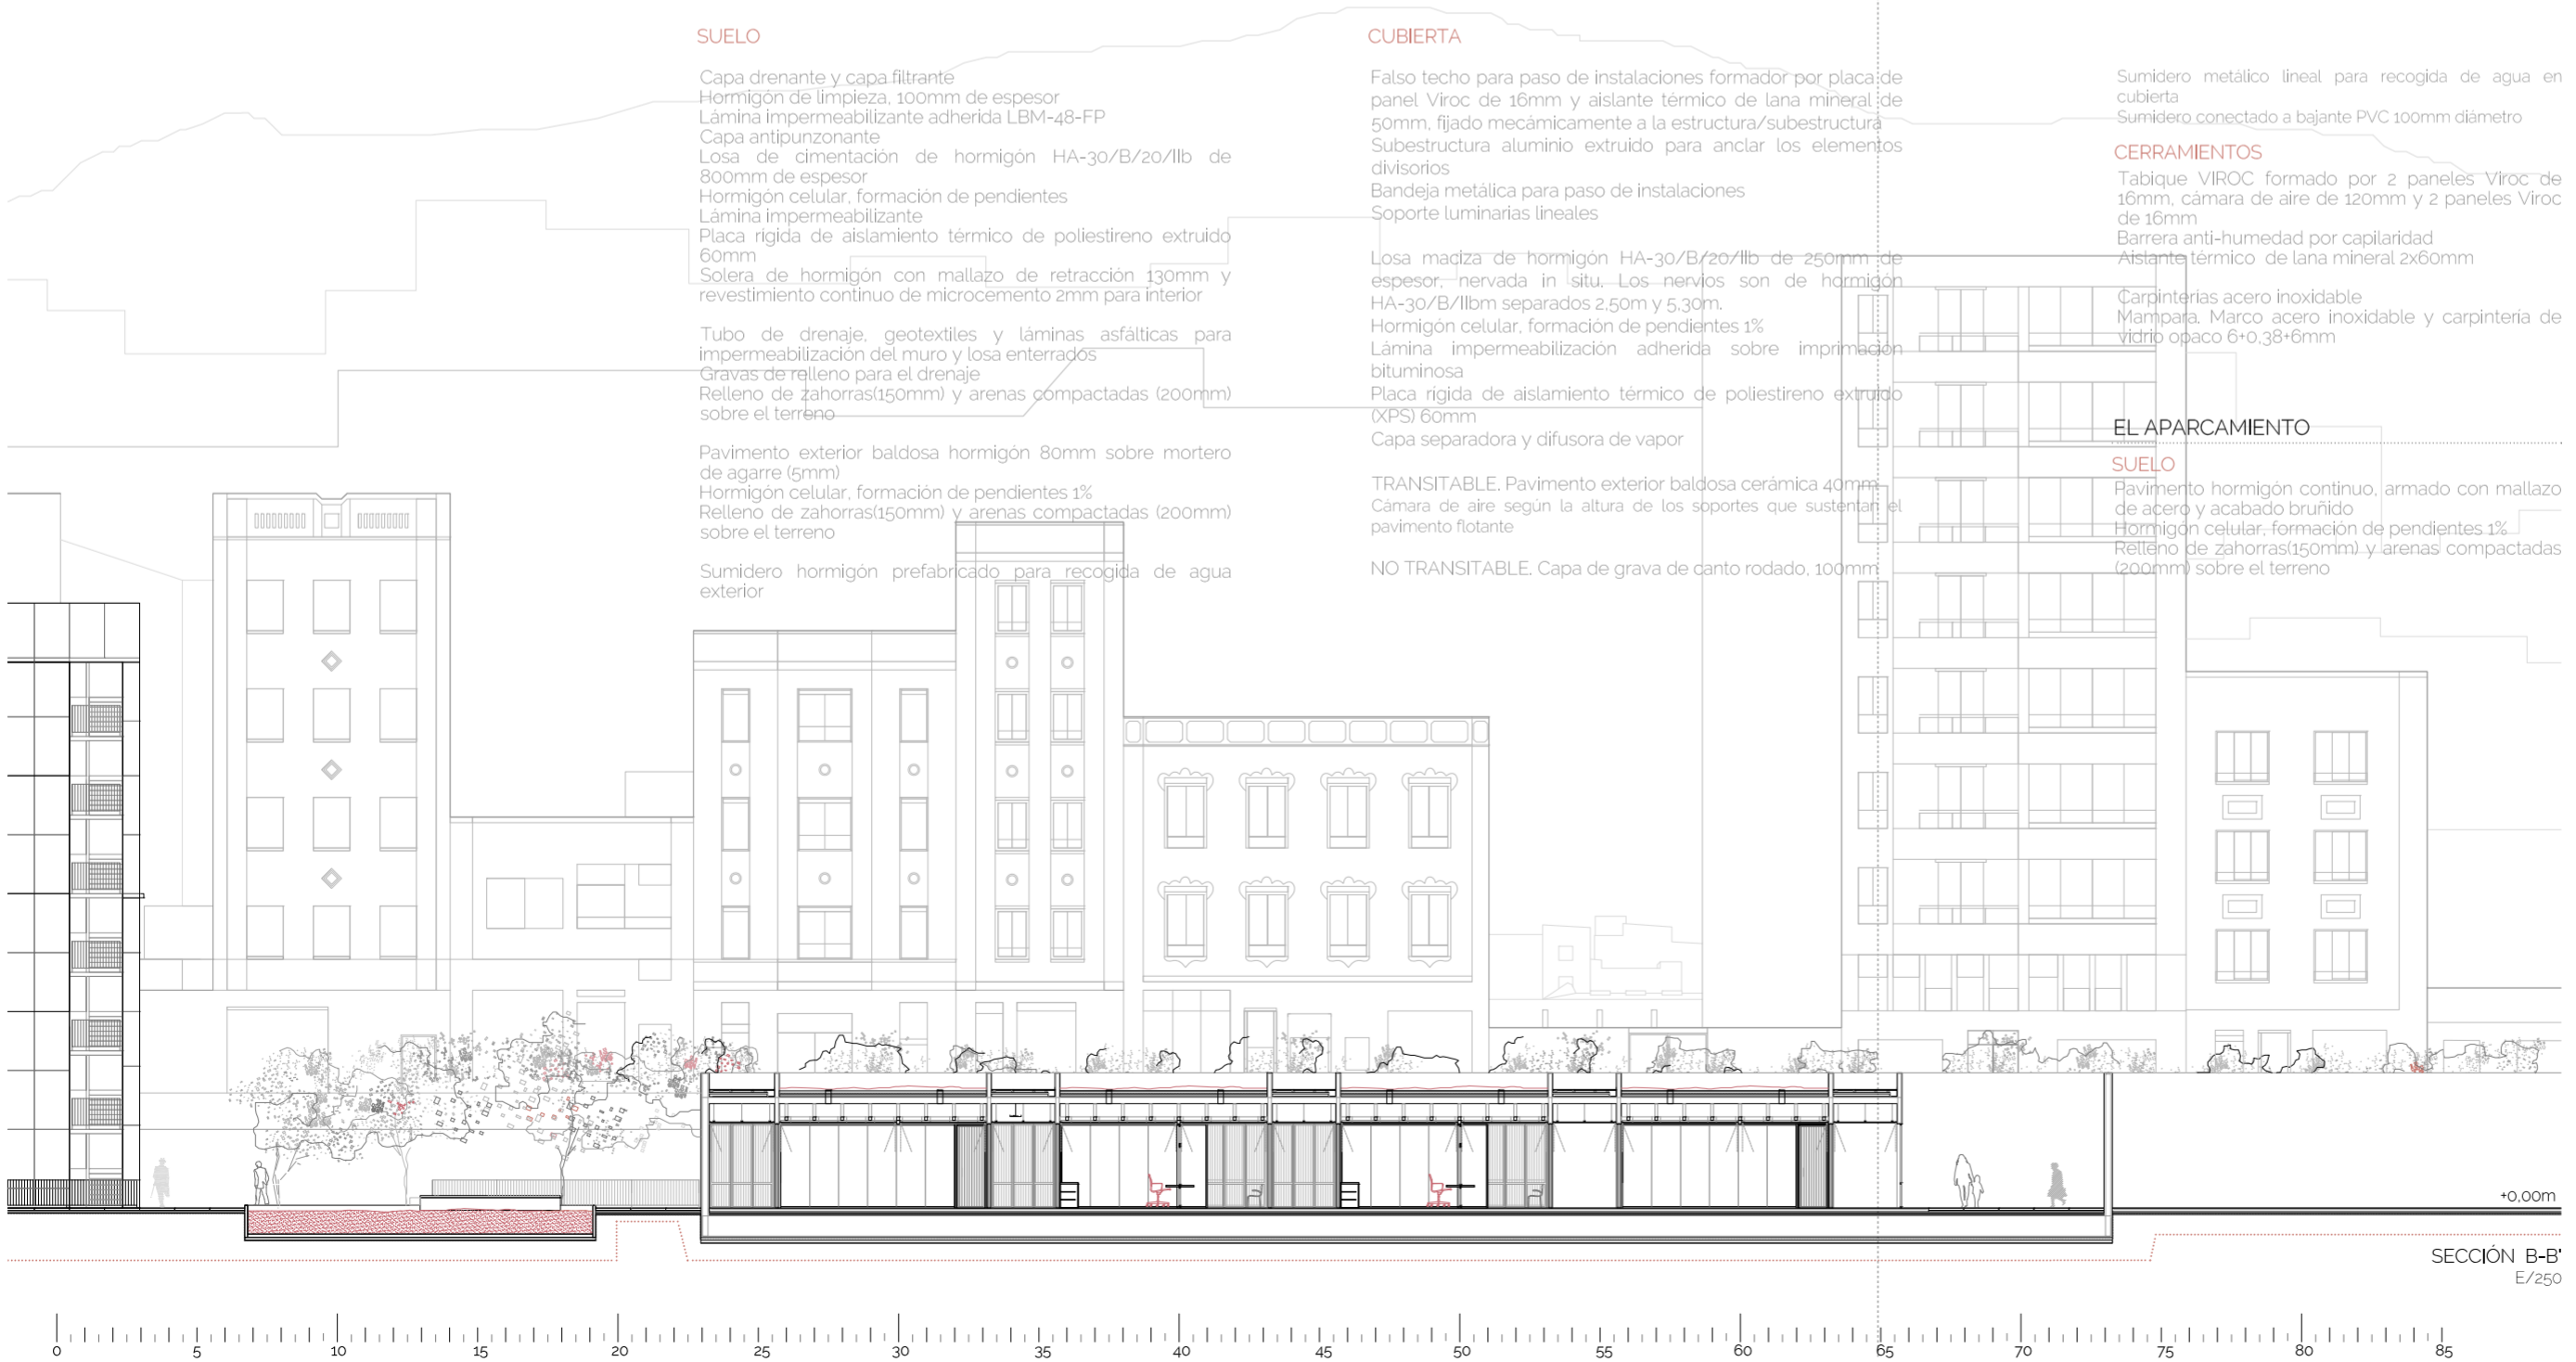 SUELO
Capa drenante y capa filtrante
Hormigón de limpieza, 100mm de espesor
Lámina impermeabilizante adherida LBM-48-FP
Capa antipunzonante
Losa de cimentación de hormigón HA-30/B/20/IIb de
800mm de espesor
Hormigón celular, formación de pendientes
Lámina impermeabilizante
Placa rígida de aislamiento térmico de poliestireno extruido
60mm
Solera de hormigón con mallazo de retracción 130mm y
revestimiento continuo de microcemento 2mm para interior
Tubo de drenaje, geotextiles y láminas asfálticas para
impermeabilización del muro y losa enterrados
Gravas de relleno para el drenaje
Relleno de zahorras(150mm) y arenas compactadas (200mm)
sobre el terreno
Pavimento exterior baldosa hormigón 80mm sobre mortero
de agarre (5mm)
Hormigón celular, formación de pendientes 1%
Relleno de zahorras(150mm) y arenas compactadas (200mm)
sobre el terreno
Sumidero hormigón prefabricado para recogida de agua
exterior
CUBIERTA
Falso techo para paso de instalaciones formador por placa de
panel Viroc de 16mm y aislante térmico de lana mineral de
50mm, fijado mecámicamente a la estructura/subestructura
Subestructura aluminio extruido para anclar los elementos
divisorios
Bandeja metálica para paso de instalaciones
Soporte luminarias lineales
Losa maciza de hormigón HA-30/B/20/IIb de 250mm de
espesor, nervada in situ. Los nervios son de hormigón
HA-30/B/IIbm separados 2,50m y 5,30m.
Hormigón celular, formación de pendientes 1%
Lámina impermeabilización adherida sobre imprimación
bituminosa
Placa rígida de aislamiento térmico de poliestireno extruido
(XPS) 60mm
Capa separadora y difusora de vapor
TRANSITABLE. Pavimento exterior baldosa cerámica 40mm
Cámara de aire según la altura de los soportes que sustentan el
pavimento flotante
NO TRANSITABLE. Capa de grava de canto rodado, 100mm
Sumidero metálico lineal para recogida de agua en
cubierta
Sumidero conectado a bajante PVC 100mm diámetro
CERRAMIENTOS
Tabique VIROC formado por 2 paneles Viroc de
16mm, cámara de aire de 120mm y 2 paneles Viroc
de 16mm
Barrera anti-humedad por capilaridad
Aislante térmico de lana mineral 2x60mm
Carpinterías acero inoxidable
Mampara. Marco acero inoxidable y carpintería de
vidrio opaco 6+0,38+6mm
EL APARCAMIENTO
SUELO
Pavimento hormigón continuo, armado con mallazo
de acero y acabado bruñido
Hormigón celular, formación de pendientes 1%
Relleno de zahorras(150mm) y arenas compactadas
(200mm) sobre el terreno
+0,00m
SECCIÓN B-B'
E/250
0 5 10 15 20 25 30 35 40 45 50 55 60 65 70 75 80 85